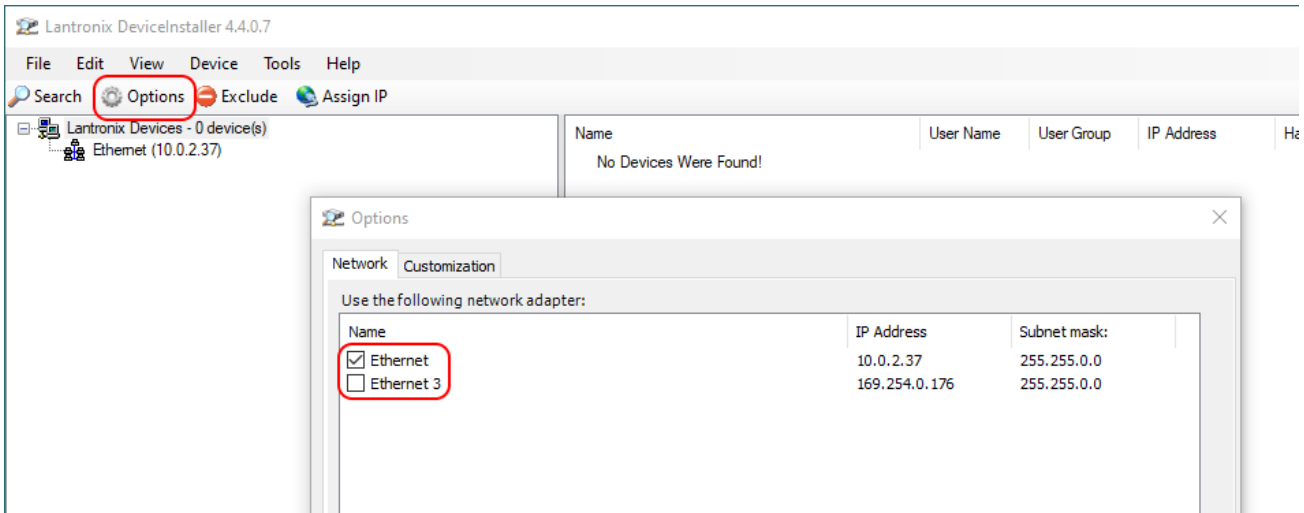 Lantronix DeviceInstaller 4.4.0.7
File Edit View Device Tools Help
Search Options Exclude Assign IP
Lantronix Devices - 0 device(s)
Ethernet (10.0.2.37)
Name User Name User Group IP Address Ha
No Devices Were Found!
Options
Network Customization
Use the following network adapter:
Name IP Address Subnet mask:
Ethernet 10.0.2.37 255.255.0.0
Ethernet 3 169.254.0.176 255.255.0.0